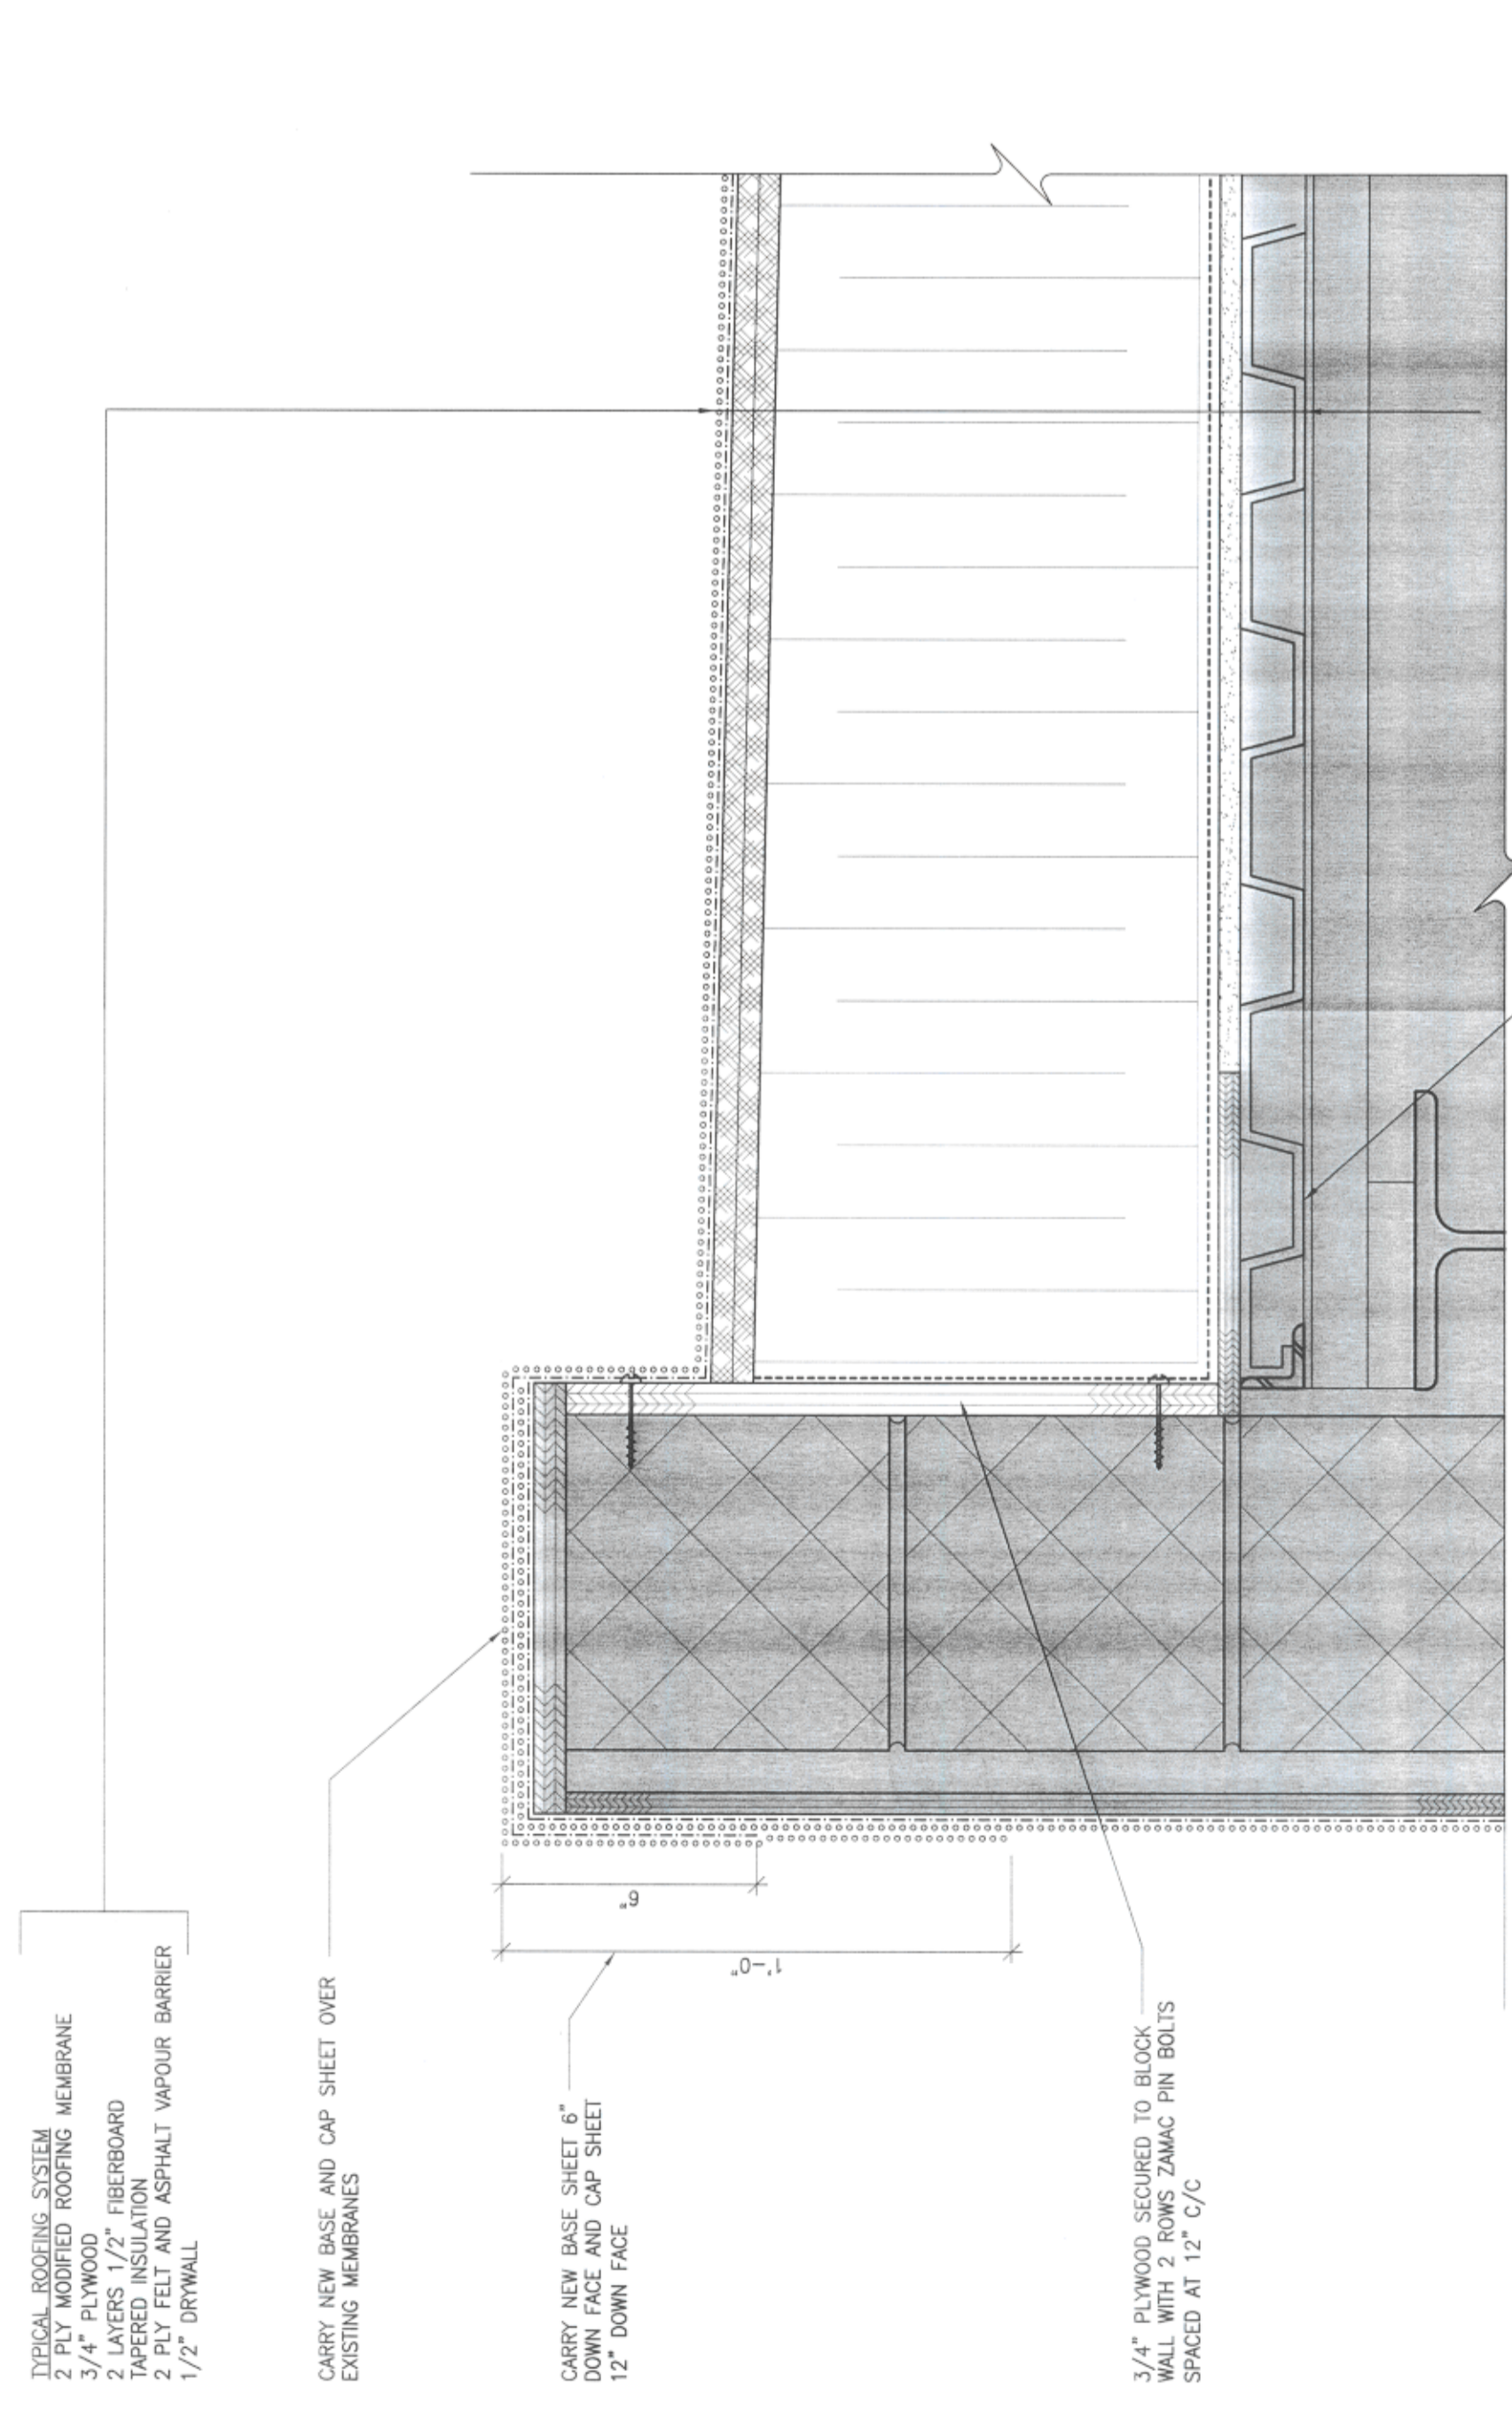 TYPICAL ROOFING SYSTEM
2 PLY MODIFIED ROOFING MEMBRANE
3/4" PLYWOOD
2 LAYERS 1/2" FIBERBOARD
TAPERED INSULATION
2 PLY FELT AND ASPHALT VAPOUR BARRIER
1/2" DRYWALL
CARRY NEW BASE AND CAP SHEET OVER
EXISTING MEMBRANES
CARRY NEW BASE SHEET 6"
DOWN FACE AND CAP SHEET
12" DOWN FACE
6"
1'-0"
3/4" PLYWOOD SECURED TO BLOCK
WALL WITH 2 ROWS ZAMAC PIN BOLTS
SPACED AT 12" C/C